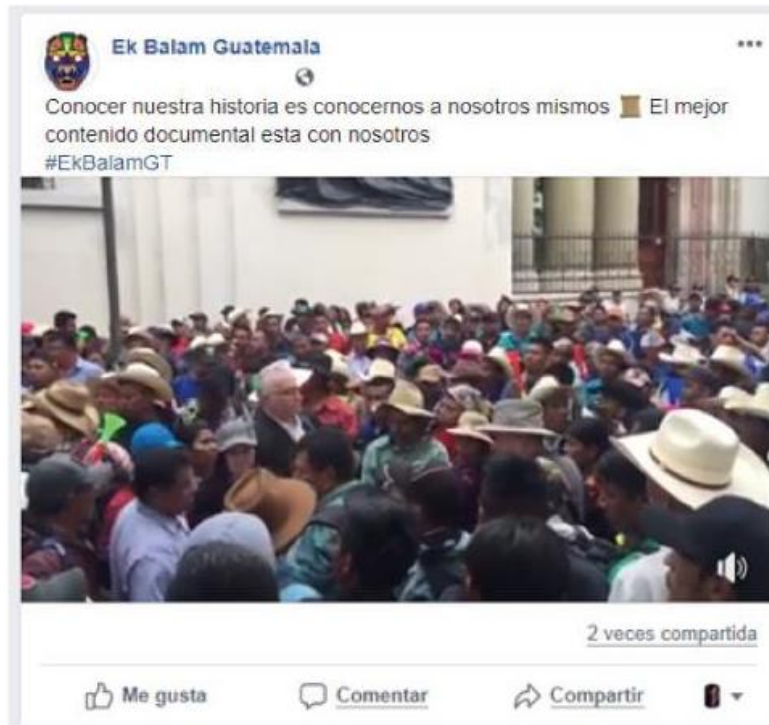 Ek Balam Guatemala
Conocer nuestra historia es conocernos a nosotros mismos 📜 El mejor
contenido documental esta con nosotros
#EkBalamGT
2 veces compartida
Me gusta
Comentar
Compartir